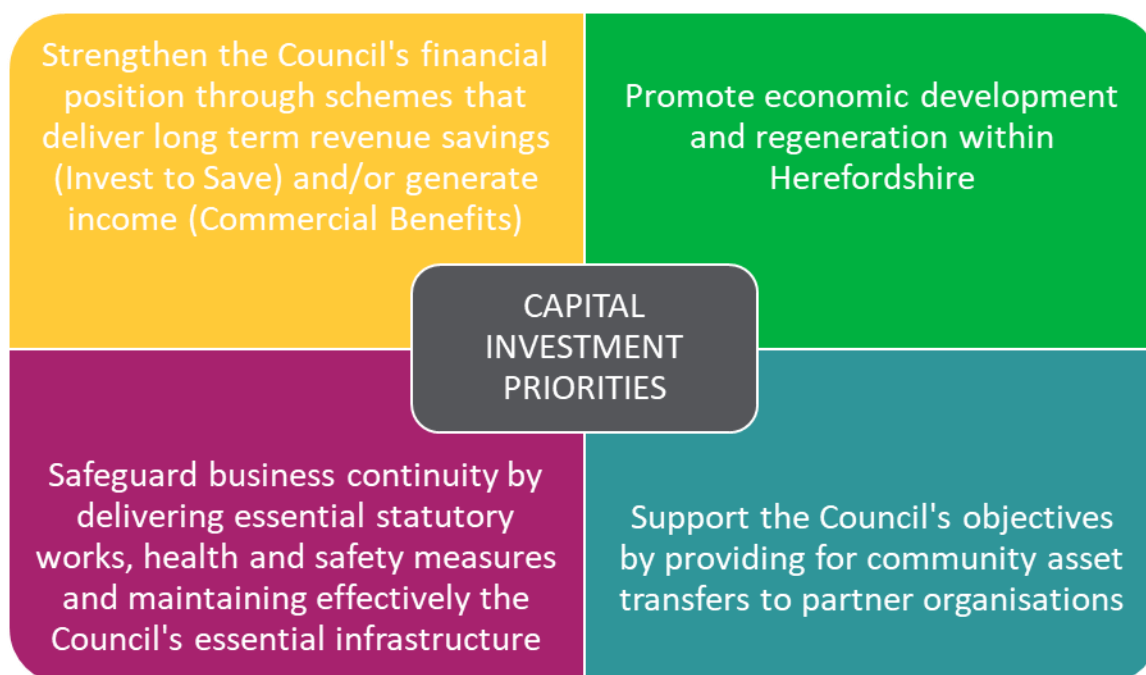 Strengthen the Council's financial
position through schemes that
deliver long term revenue savings
(Invest to Save) and/or generate
income (Commercial Benefits)
Promote economic development
and regeneration within
Herefordshire
CAPITAL
INVESTMENT
PRIORITIES
Safeguard business continuity by
delivering essential statutory
works, health and safety measures
and maintaining effectively the
Council's essential infrastructure
Support the Council's objectives
by providing for community asset
transfers to partner organisations